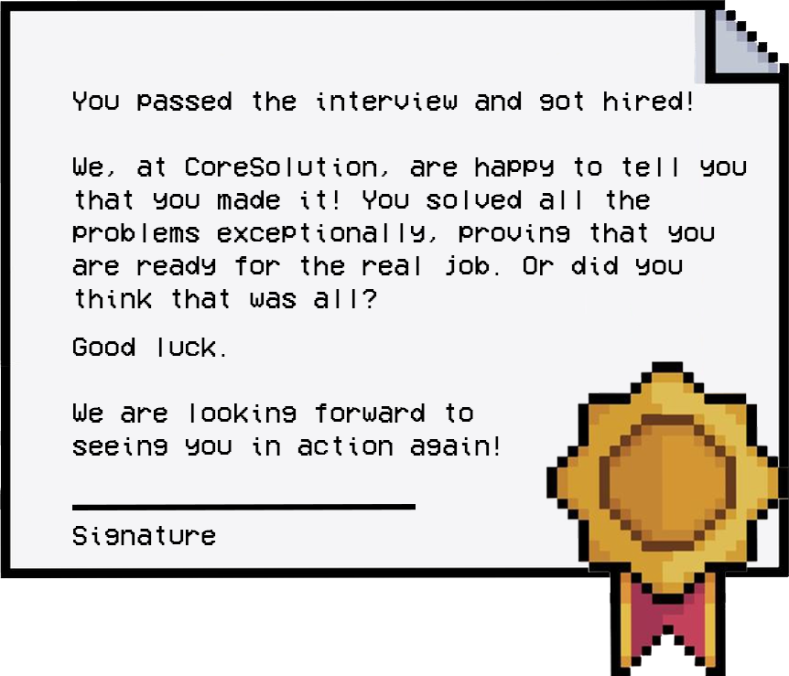 You passed the interview and got hired!
We, at CoreSolution, are happy to tell you
that you made it! You solved all the
problems exceptionally, proving that you
are ready for the real job. Or did you
think that was all?
Good luck.
We are looking forward to
seeing you in action again!
Signature